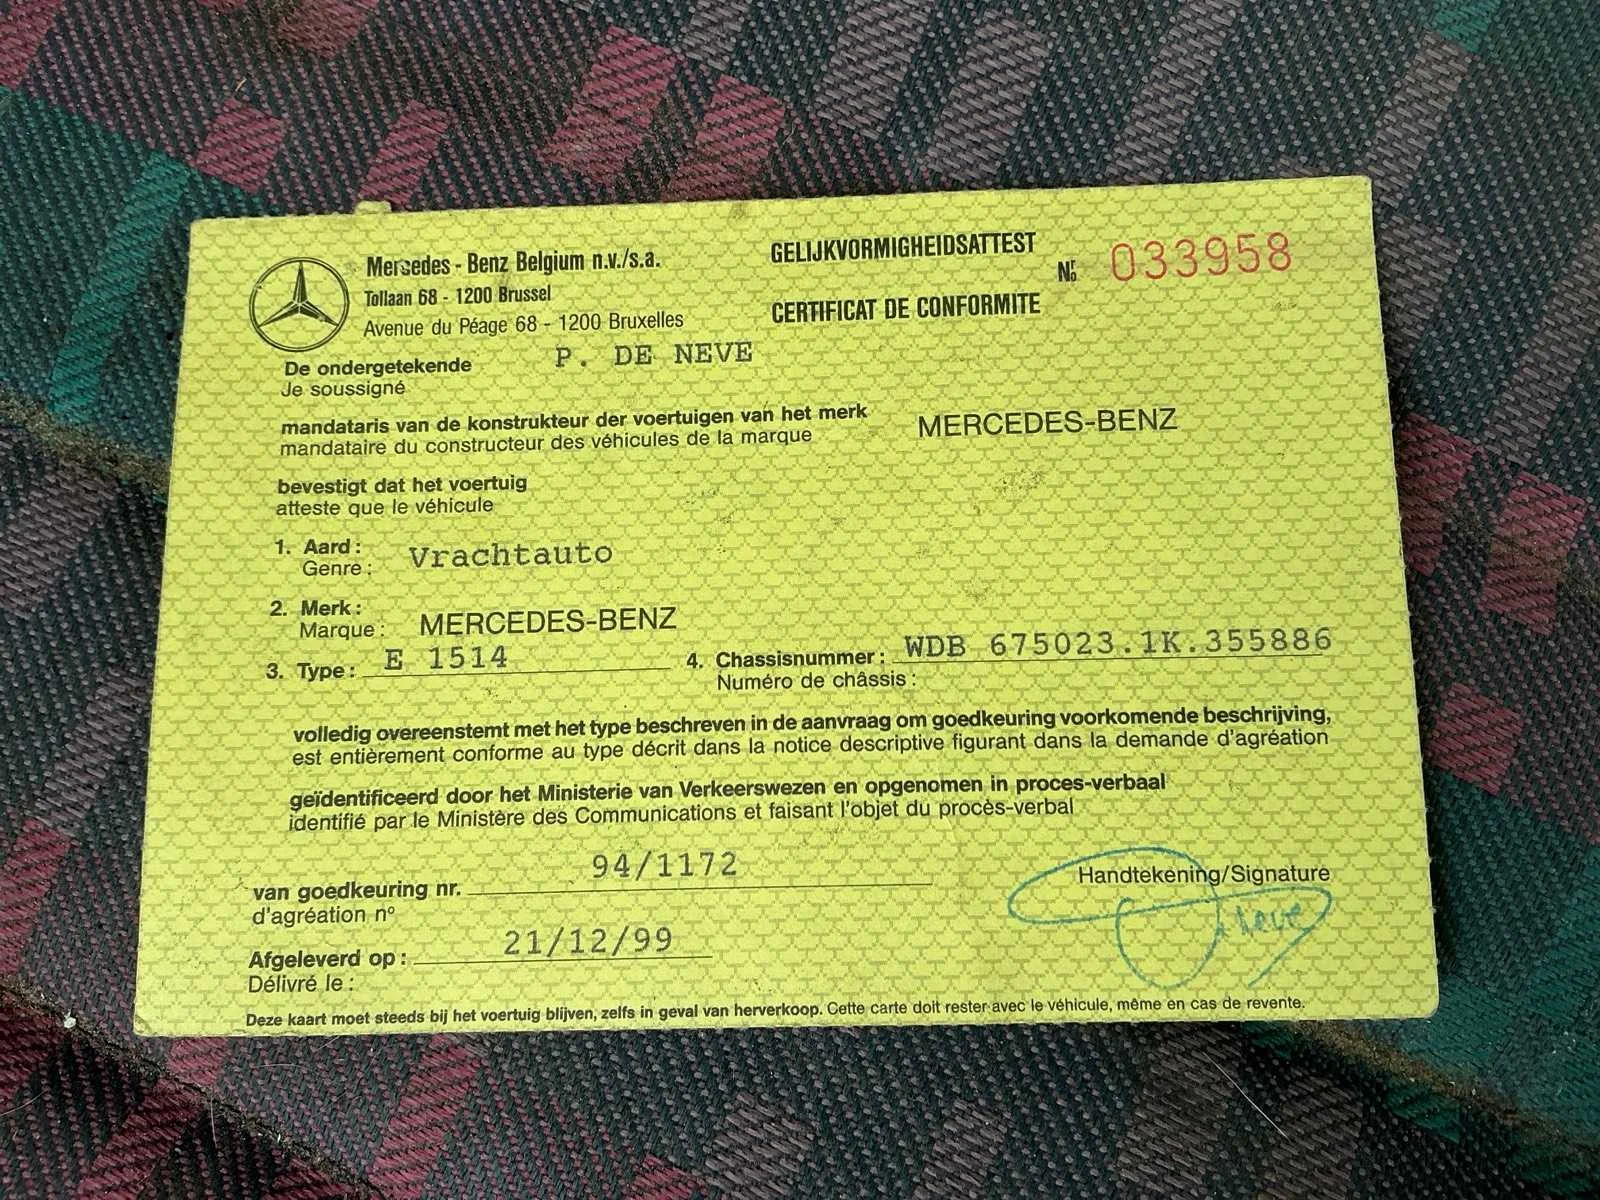 Mercedes - Benz Belgium n.v./s.a.
Tollaan 68 - 1200 Brussel
Avenue du Péage 68 - 1200 Bruxelles
GELIJKVORMIGHEIDSATTEST
CERTIFICAT DE CONFORMITE
Nº 033958
De ondergetekende
Je soussigné
P. DE NEVE
mandataris van de konstrukteur der voertuigen van het merk
mandataire du constructeur des véhicules de la marque
MERCEDES-BENZ
bevestigt dat het voertuig
atteste que le véhicule
1. Aard : Vrachtauto
Genre :
2. Merk :
Marque : MERCEDES-BENZ
3. Type : E 1514
4. Chassisnummer : WDB 675023.1K.355886
Numéro de châssis :
volledig overeenstemt met het type beschreven in de aanvraag om goedkeuring voorkomende beschrijving,
est entièrement conforme au type décrit dans la notice descriptive figurant dans la demande d'agréation
geïdentificeerd door het Ministerie van Verkeerswezen en opgenomen in proces-verbaal
identifié par le Ministère des Communications et faisant l'objet du procès-verbal
van goedkeuring nr. 94/1172
d'agréation nº
Handtekening/Signature
Afgeleverd op : 21/12/99
Délivré le :
Deze kaart moet steeds bij het voertuig blijven, zelfs in geval van herverkoop. Cette carte doit rester avec le véhicule, même en cas de revente.